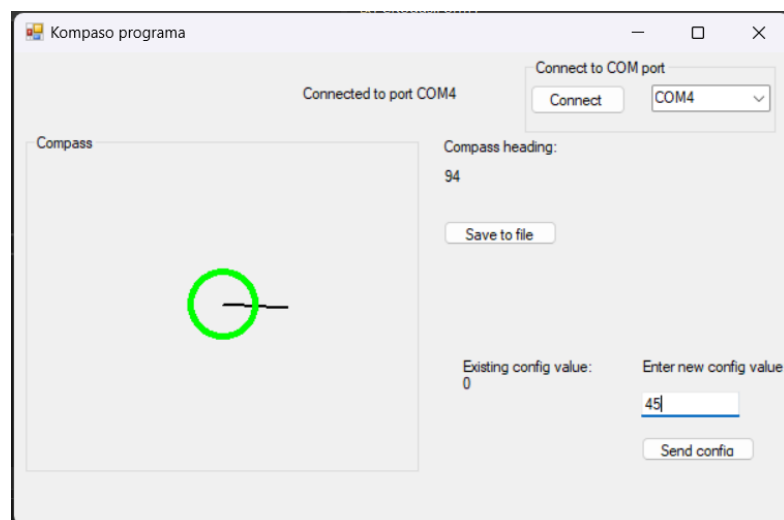 Kompaso programa
Connect to COM port
Connected to port COM4
Connect
COM4
Compass
Compass heading:
94
Save to file
Existing config value:
0
Enter new config value
45
Send config